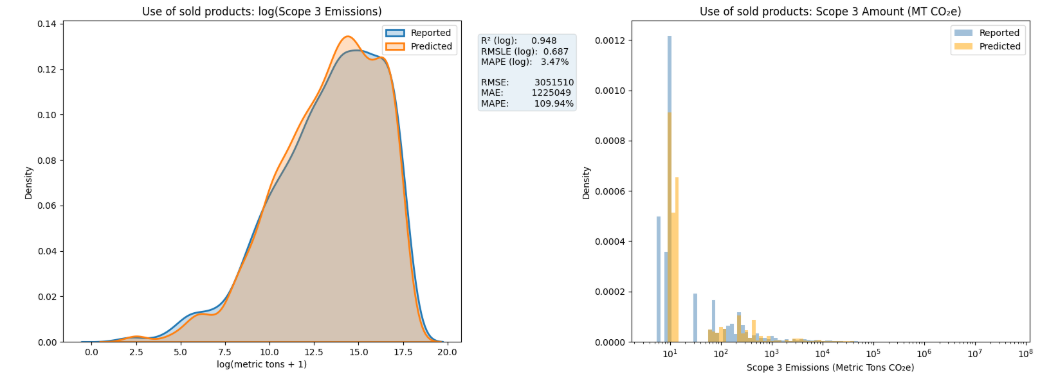 Use of sold products: log(Scope 3 Emissions)
0.14
0.12
0.10
0.08
0.06
0.04
0.02
0.00
Density
0.0
2.5
5.0
7.5
10.0
12.5
15.0
17.5
20.0
log(metric tons + 1)
Reported
Predicted
R² (log): 0.948
RMSLE (log): 0.687
MAPE (log): 3.47%
RMSE: 3051510
MAE: 1225049
MAPE: 109.94%
Use of sold products: Scope 3 Amount (MT CO₂e)
0.0012
0.0010
0.0008
0.0006
0.0004
0.0002
0.0000
Density
10¹
10²
10³
10⁴
10⁵
10⁶
10⁷
10⁸
Scope 3 Emissions (Metric Tons CO₂e)
Reported
Predicted